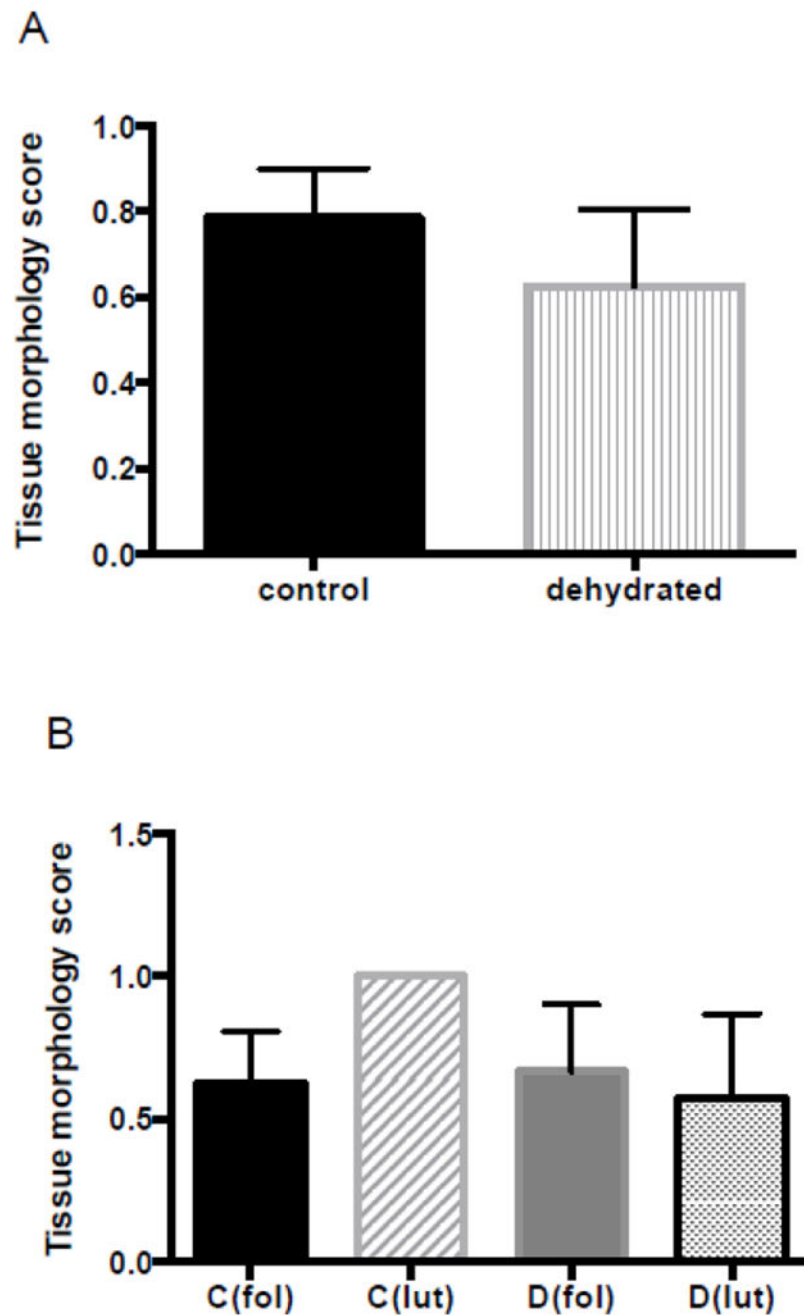 A
Tissue morphology score
1.0
0.8
0.6
0.4
0.2
0.0
control dehydrated
B
Tissue morphology score
1.5
1.0
0.5
0.0
C(fol) C(lut) D(fol) D(lut)